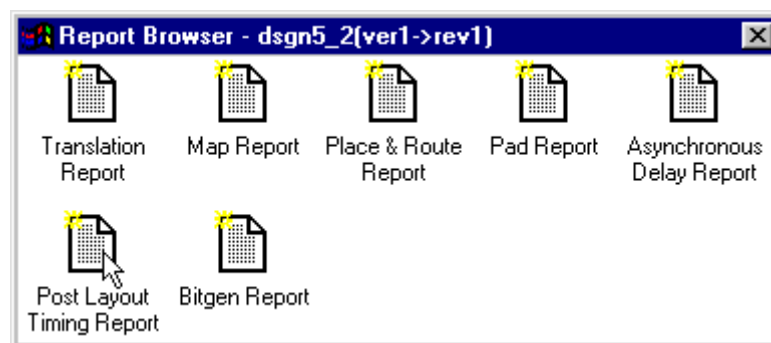 Report Browser - dsgn5_2(ver1->rev1)
Translation Report
Map Report
Place & Route Report
Pad Report
Asynchronous Delay Report
Post Layout Timing Report
Bitgen Report